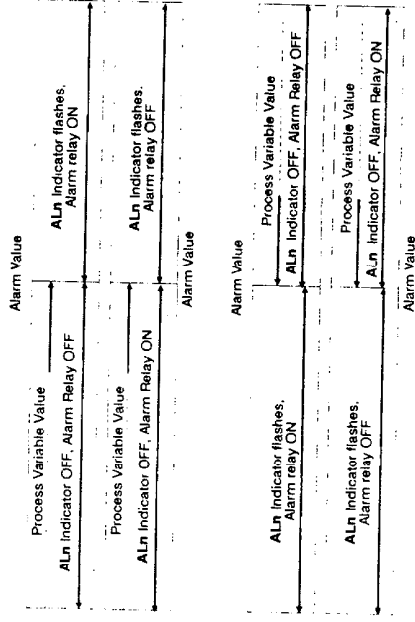 Alarm Value
Process Variable Value
ALn Indicator OFF, Alarm Relay OFF
ALn Indicator flashes,
Alarm relay ON
Process Variable Value
ALn Indicator OFF, Alarm Relay ON
ALn Indicator flashes,
Alarm relay OFF
Alarm Value
Alarm Value
ALn Indicator flashes,
Alarm relay ON
Process Variable Value
ALn Indicator OFF, Alarm Relay OFF
ALn Indicator flashes,
Alarm relay OFF
Process Variable Value
ALn Indicator OFF, Alarm Relay ON
Alarm Value